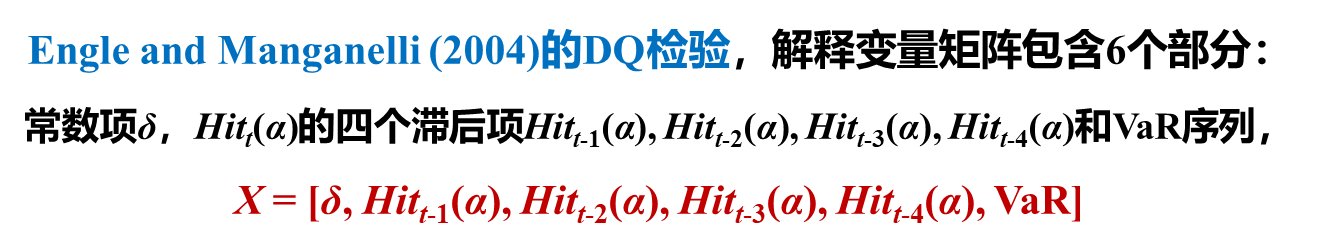 Engle and Manganelli (2004)的DQ检验，解释变量矩阵包含6个部分：
常数项δ，Hitₜ(α)的四个滞后项Hitₜ₋₁(α), Hitₜ₋₂(α), Hitₜ₋₃(α), Hitₜ₋₄(α)和VaR序列，
X = [δ, Hitₜ₋₁(α), Hitₜ₋₂(α), Hitₜ₋₃(α), Hitₜ₋₄(α), VaR]